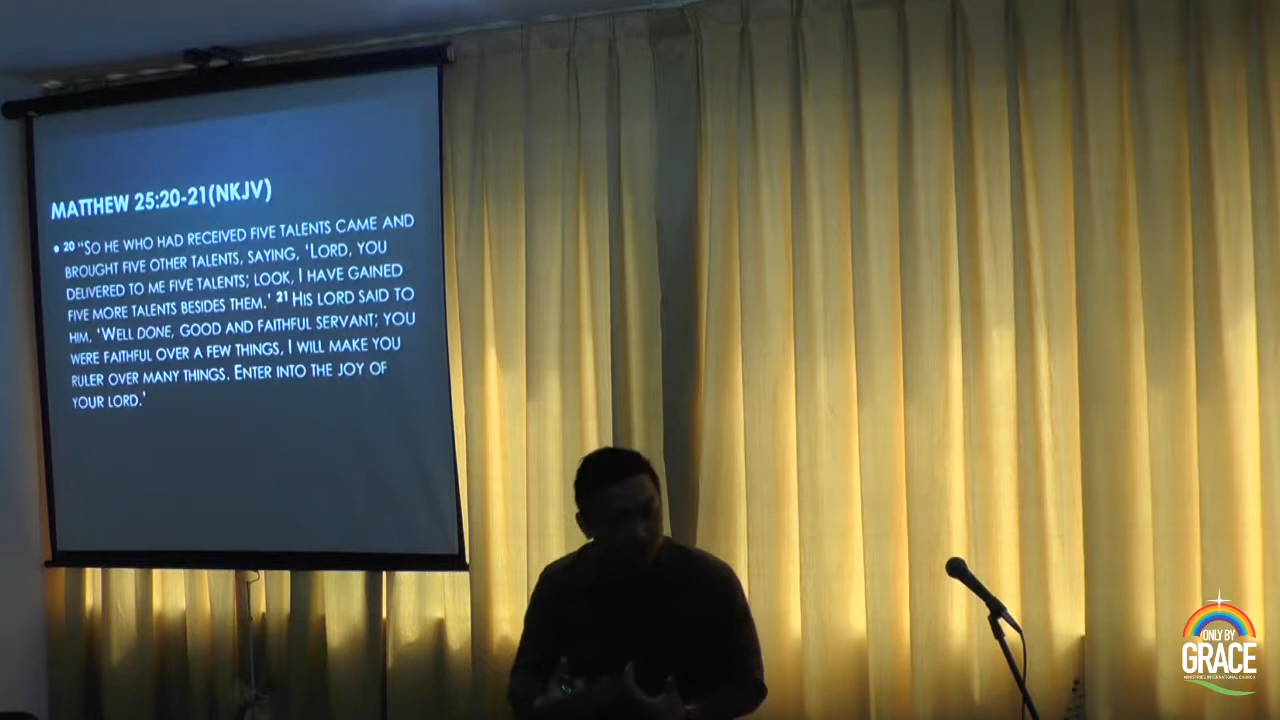 MATTHEW 25:20-21(NKJV)
• 20 "SO HE WHO HAD RECEIVED FIVE TALENTS CAME AND
BROUGHT FIVE OTHER TALENTS, SAYING, 'LORD, YOU
DELIVERED TO ME FIVE TALENTS; LOOK, I HAVE GAINED
FIVE MORE TALENTS BESIDES THEM.' 21 HIS LORD SAID TO
HIM, 'WELL DONE, GOOD AND FAITHFUL SERVANT; YOU
WERE FAITHFUL OVER A FEW THINGS, I WILL MAKE YOU
RULER OVER MANY THINGS. ENTER INTO THE JOY OF
YOUR LORD.'
ONLY BY
GRACE
MINISTRIES INTERNATIONAL CHURCH